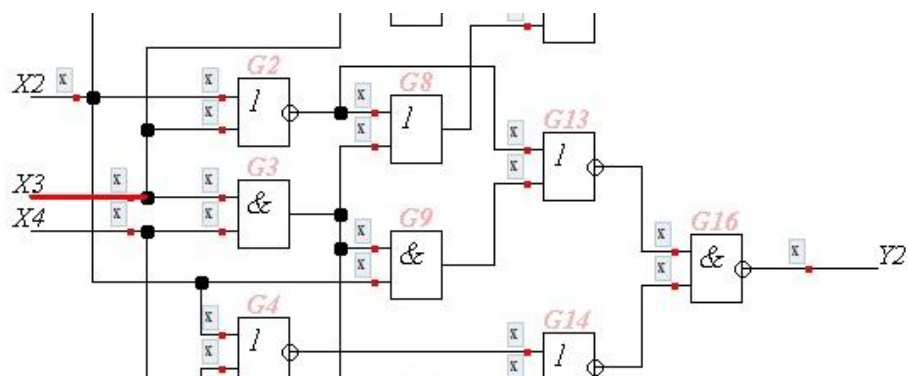 G2
X2 x x x G8
1 x 1
x x x G13
X3 x x G3 x 1
X4 x x & G9
x & x G16
x x & x Y2
x G4 x G14
x 1 x 1